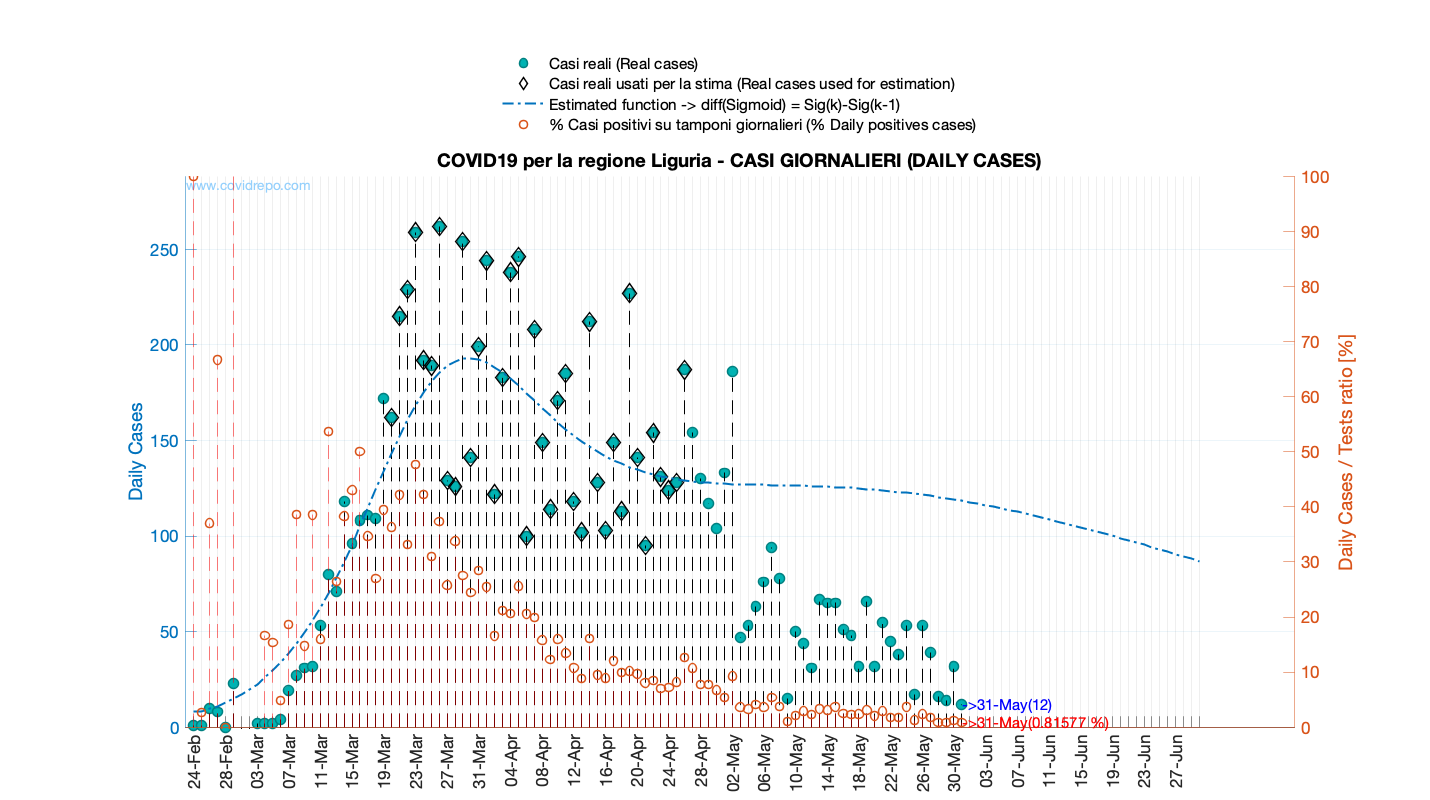 Casi reali (Real cases)
Casi reali usati per la stima (Real cases used for estimation)
Estimated function -> diff(Sigmoid) = Sig(k)-Sig(k-1)
% Casi positivi su tamponi giornalieri (% Daily positives cases)
COVID19 per la regione Liguria - CASI GIORNALIERI (DAILY CASES)
www.covidrepo.com
Daily Cases
250
200
150
100
50
0
100
90
80
70
60
50
40
30
20
10
0
Daily Cases / Tests ratio [%]
->31-May(12)
->31-May(0.81577 %)
24-Feb
28-Feb
03-Mar
07-Mar
11-Mar
15-Mar
19-Mar
23-Mar
27-Mar
31-Mar
04-Apr
08-Apr
12-Apr
16-Apr
20-Apr
24-Apr
28-Apr
02-May
06-May
10-May
14-May
18-May
22-May
26-May
30-May
03-Jun
07-Jun
11-Jun
15-Jun
19-Jun
23-Jun
27-Jun